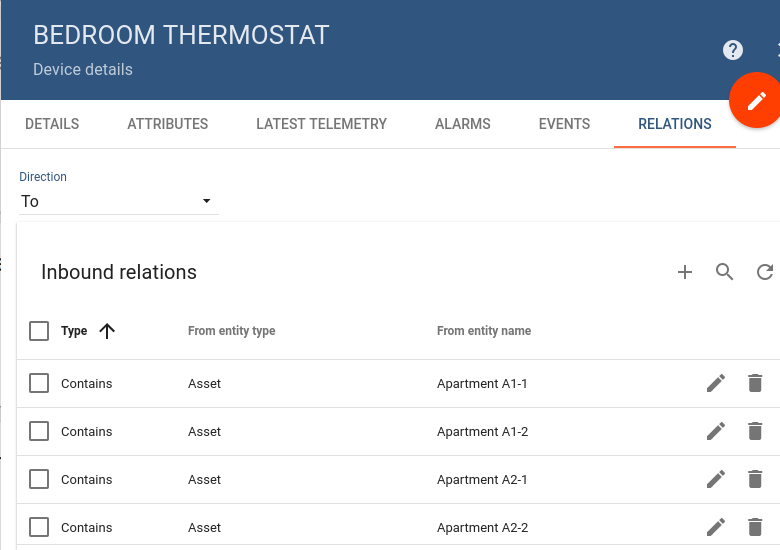 BEDROOM THERMOSTAT
Device details
DETAILS ATTRIBUTES LATEST TELEMETRY ALARMS EVENTS RELATIONS
Direction
To
Inbound relations
Type From entity type From entity name
Contains Asset Apartment A1-1
Contains Asset Apartment A1-2
Contains Asset Apartment A2-1
Contains Asset Apartment A2-2